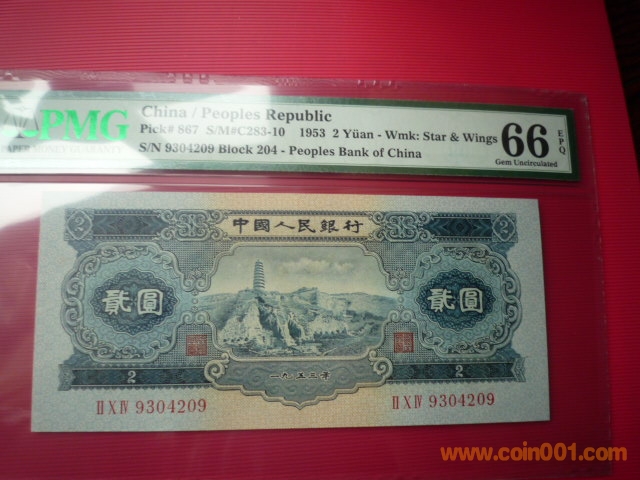 PMG
PAPER MONEY GUARANTY
China / Peoples Republic
Pick# 867 S/M#C283-10 1953 2 Yüan - Wmk: Star & Wings
S/N 9304209 Block 204 - Peoples Bank of China
66 EPQ
Gem Uncirculated
中國人民銀行
2 2
貳圓 貳圓
2 一九五三年 2
II X IV 9304209 II X IV 9304209
www.coin001.com